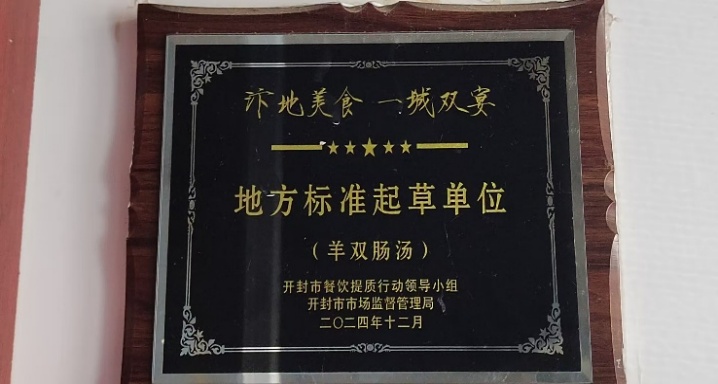 汴地美食 一城双宴
地方标准起草单位
（羊双肠汤）
开封市餐饮提质行动领导小组
开封市市场监督管理局
二〇二四年十二月